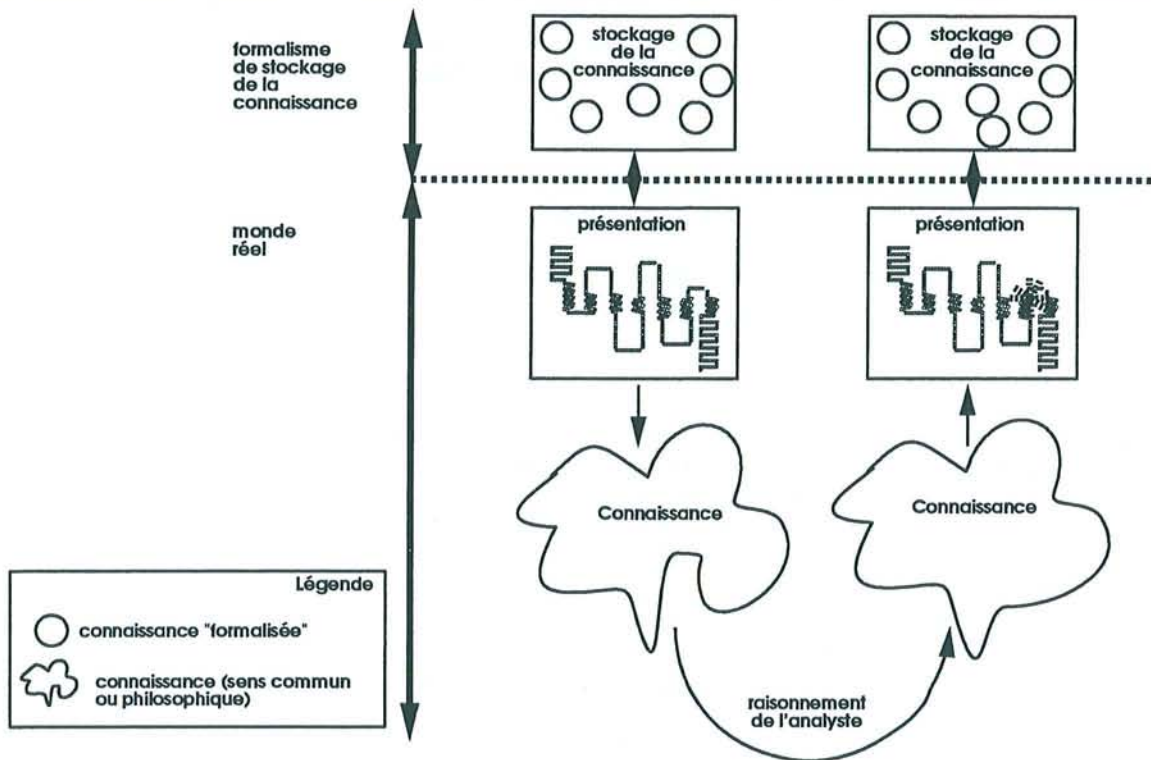 formalisme
de stockage
de la
connaissance
stockage
de la
connaissance
stockage
de la
connaissance
monde
réel
présentation
présentation
Connaissance
Connaissance
Légende
connaissance "formalisée"
connaissance (sens commun
ou philosophique)
raisonnement
de l'analyste